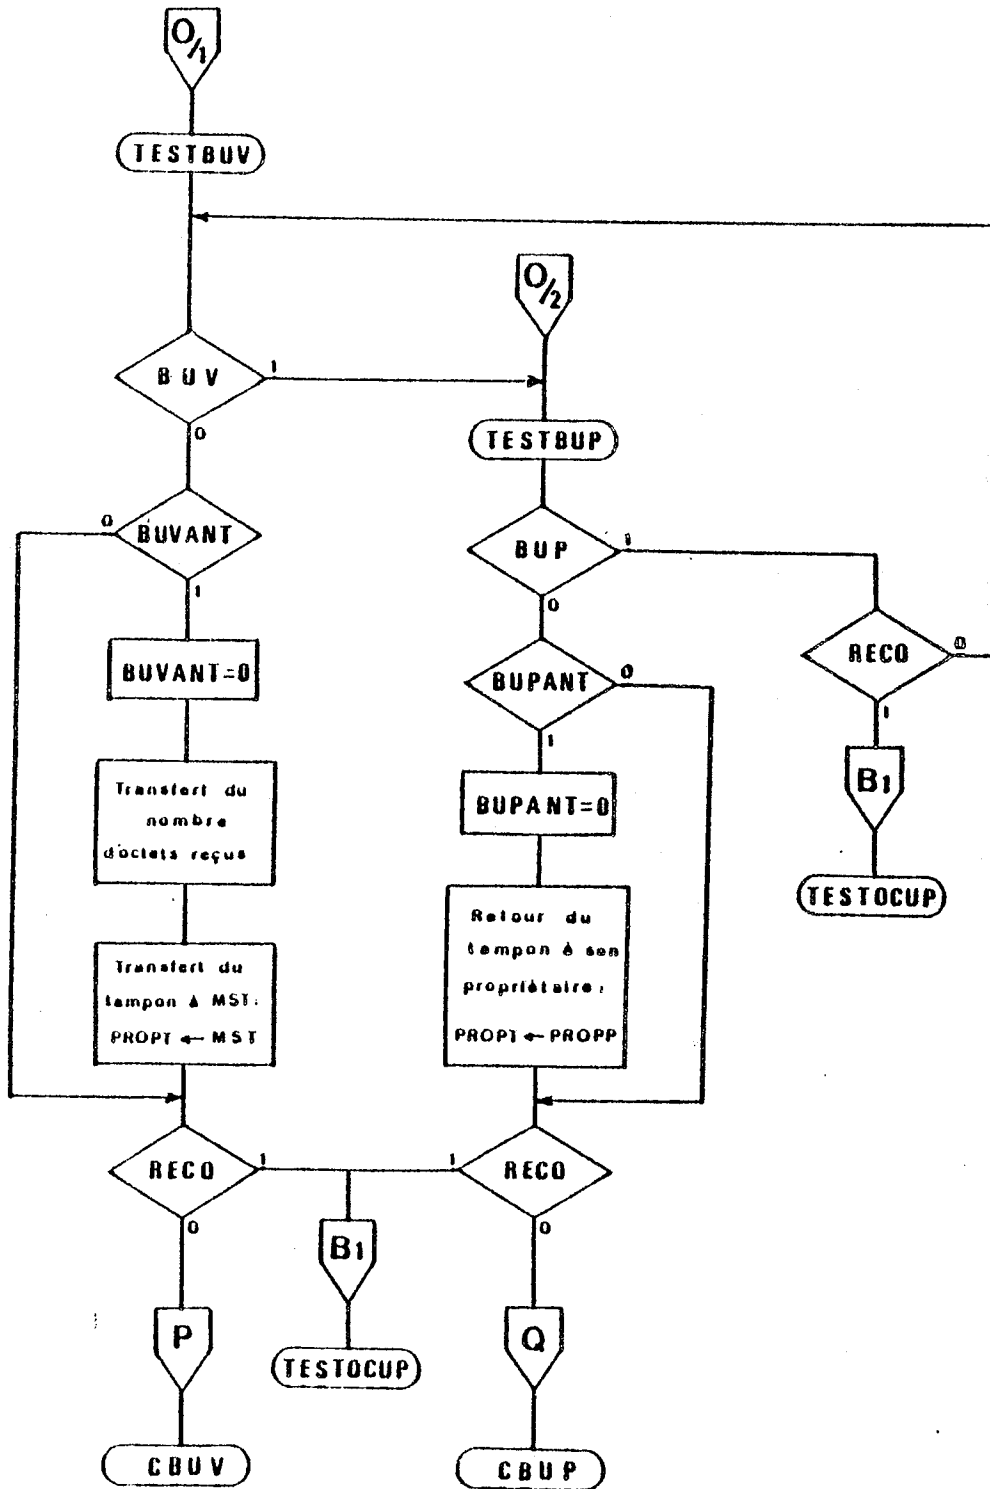 O/1
TESTBUV
O/2
BUV
1
0
TESTBUP
BUVANT
0
1
BUP
1
0
BUVANT=0
BUPANT
0
1
RECO
0
1
Transfert du
nombre
d'octets reçus
BUPANT=0
B1
TESTOCUP
Retour du
tampon à son
propriétaire:
PROPT ← PROPP
Transfert du
tampon à MST:
PROPT ← MST
RECO
1
0
1
RECO
0
B1
P
Q
TESTOCUP
CBUV
CBUP